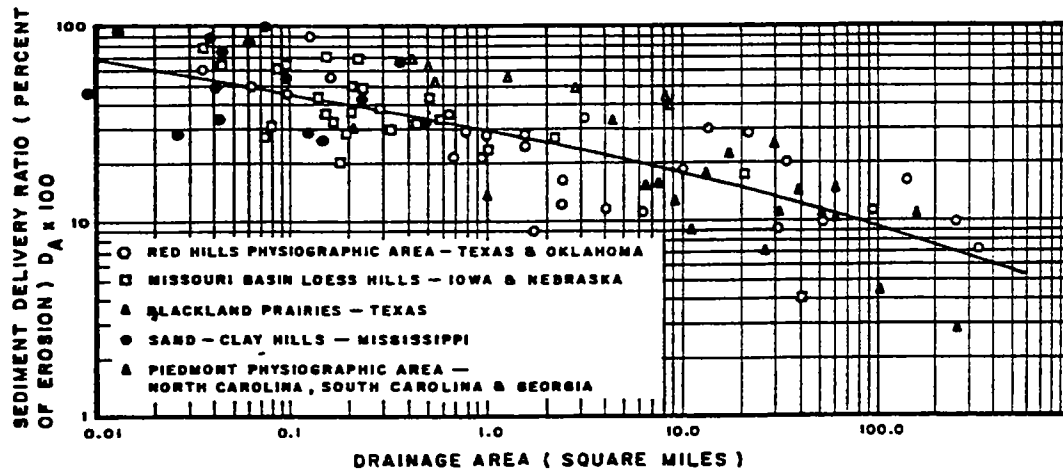 SEDIMENT DELIVERY RATIO ( PERCENT
OF EROSION) DA x 100
100
10
1
RED HILLS PHYSIOGRAPHIC AREA — TEXAS & OKLAHOMA
MISSOURI BASIN LOESS HILLS — IOWA & NEBRASKA
BLACKLAND PRAIRIES — TEXAS
SAND — CLAY HILLS — MISSISSIPPI
PIEDMONT PHYSIOGRAPHIC AREA —
NORTH CAROLINA, SOUTH CAROLINA & GEORGIA
0.01 0.1 1.0 10.0 100.0
DRAINAGE AREA ( SQUARE MILES )